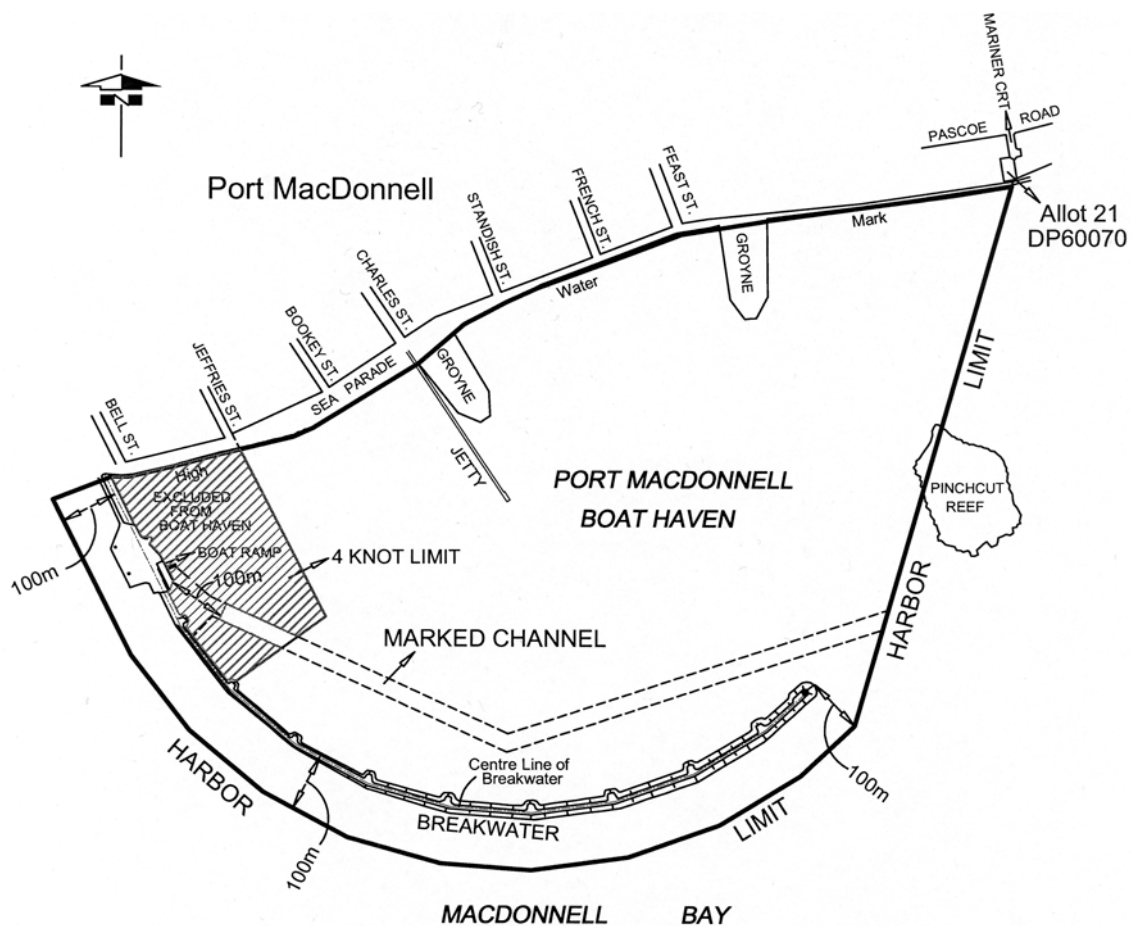 N
MARINER CRT
PASCOE ROAD
Port MacDonnell
Allot 21
DP60070
FEAST ST.
FRENCH ST.
STANDISH ST.
CHARLES ST.
BOOKEY ST.
JEFFRIES ST.
BELL ST.
SEA PARADE
High
Water
Mark
GROYNE
GROYNE
JETTY
HARBOR LIMIT
PINCHCUT
REEF
PORT MACDONNELL
BOAT HAVEN
EXCLUDED
FROM
BOAT HAVEN
BOAT RAMP
100m
100m
4 KNOT LIMIT
MARKED CHANNEL
Centre Line of
Breakwater
BREAKWATER
HARBOR LIMIT
100m
100m
MACDONNELL BAY